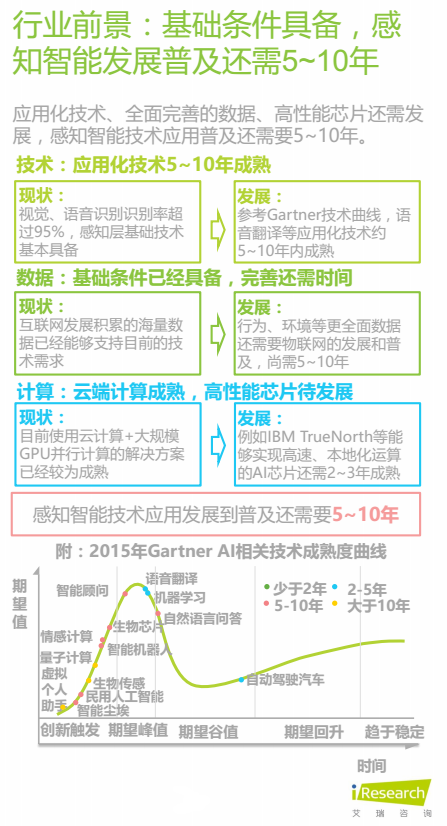 行业前景：基础条件具备，感
知智能发展普及还需5~10年
应用化技术、全面完善的数据、高性能芯片还需发
展，感知智能技术应用普及还需要5~10年。
技术：应用化技术5~10年成熟
现状：
视觉、语音识别识别率超
过95%，感知层基础技术
基本具备
发展：
参考Gartner技术曲线，语
音翻译等应用化技术约
5~10年内成熟
数据：基础条件已经具备，完善还需时间
现状：
互联网发展积累的海量数
据已经能够支持目前的技
术需求
发展：
行为、环境等更全面数据
还需要物联网的发展和普
及，尚需5~10年
计算：云端计算成熟，高性能芯片待发展
现状：
目前使用云计算+大规模
GPU并行计算的解决方案
已经较为成熟
发展：
例如IBM TrueNorth等能
够实现高速、本地化运算
的AI芯片还需2~3年成熟
感知智能技术应用发展到普及还需要5~10年
附：2015年Gartner AI相关技术成熟度曲线
期
望
值
语音翻译
智能顾问
机器学习
自然语言问答
生物芯片
情感计算
智能机器人
量子计算
虚拟
个人
助手
生物传感
民用人工智能
智能尘埃
自动驾驶汽车
少于2年
2-5年
5-10年
大于10年
创新触发
期望峰值
期望谷值
期望回升
趋于稳定
时间
iResearch
艾瑞咨询